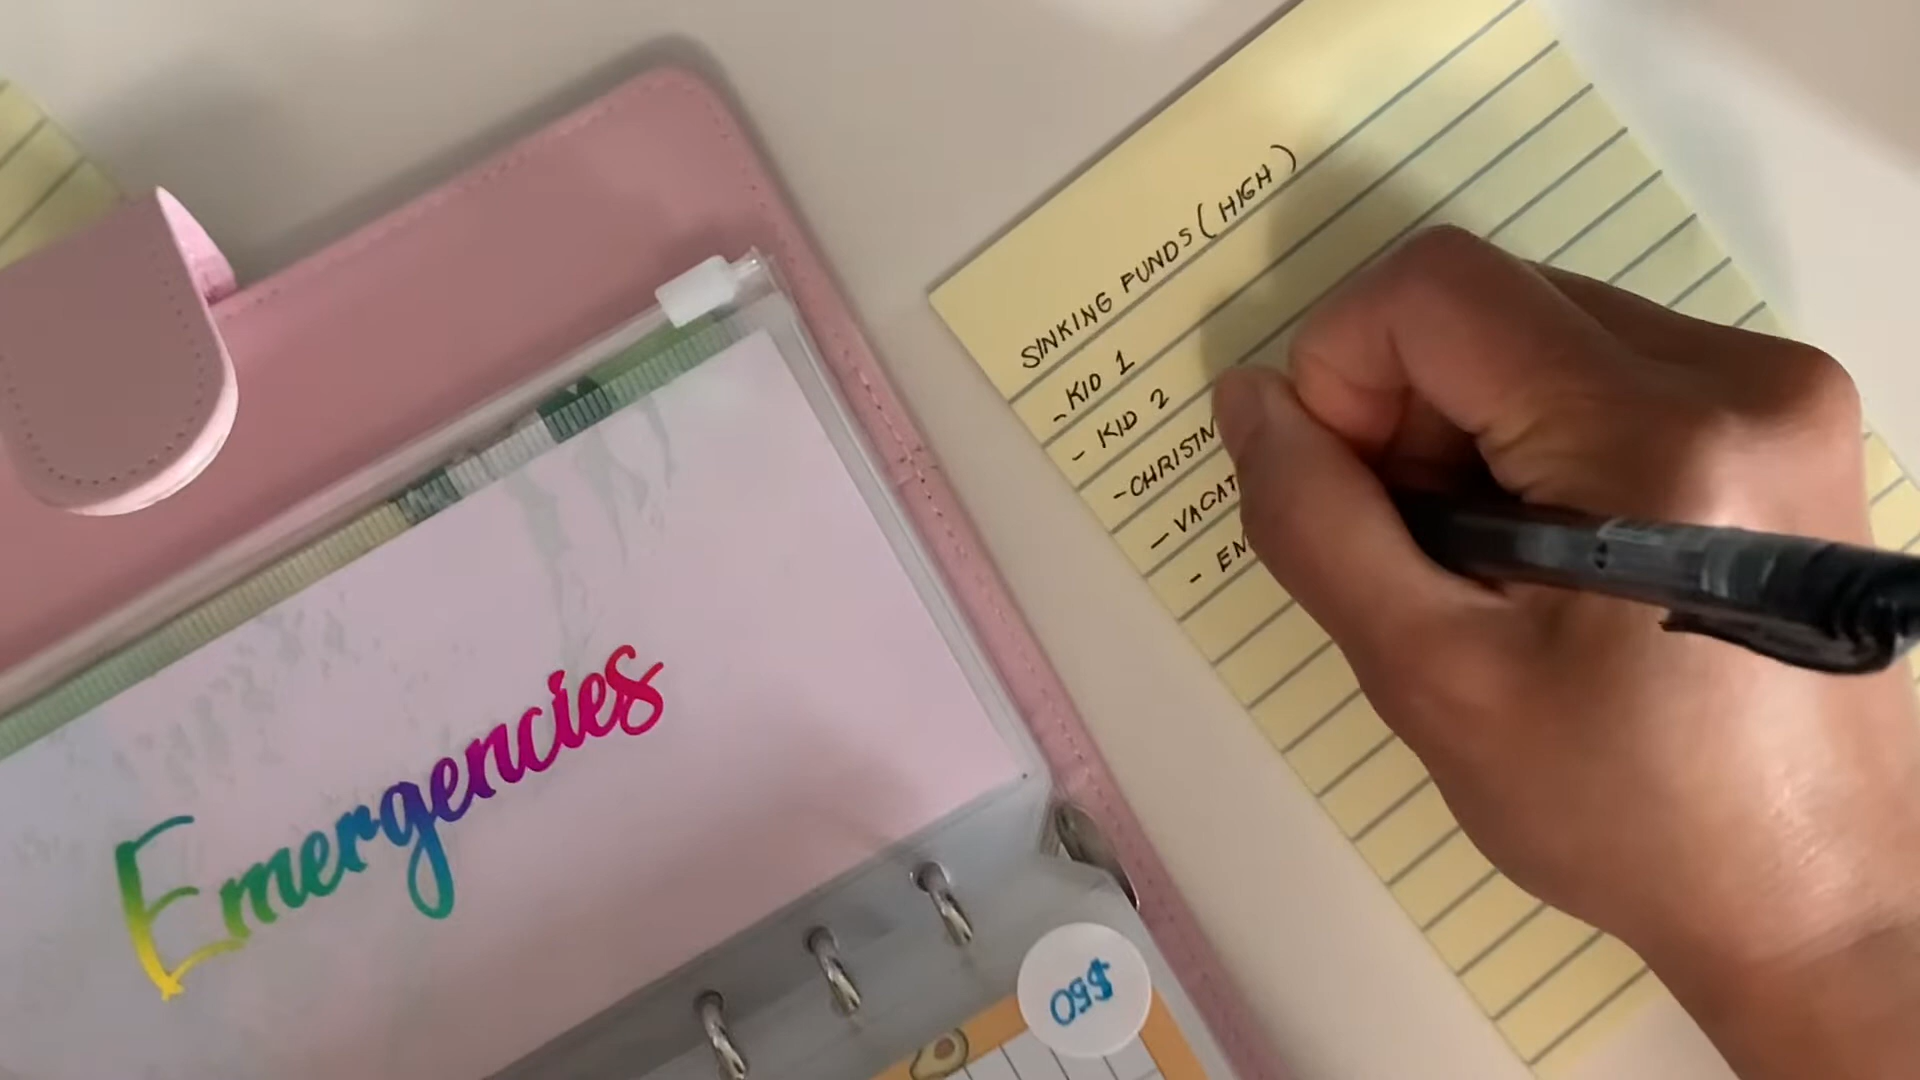 Emergencies
$50
SINKING FUNDS (HIGH)
- KID 1
- KID 2